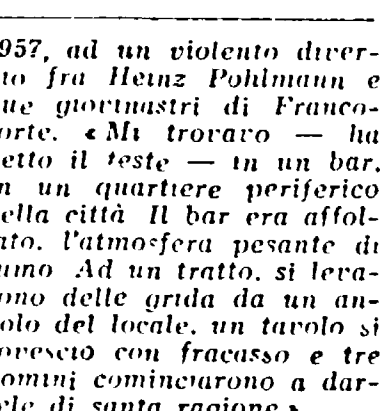 957, ad un violento diver-
to fra Heinz Pohlmann e
ue giovinastri di Franco-
orte. « Mi trovavo — ha
etto il teste — in un bar.
n un quartiere periferico
ella città Il bar era affol-
ato. l'atmosfera pesante di
umo Ad un tratto. si leva-
ono delle grida da un an-
olo del locale. un tavolo si
ovesciò con fracasso e tre
omini cominciarono a dar-
ele di santa ragione »